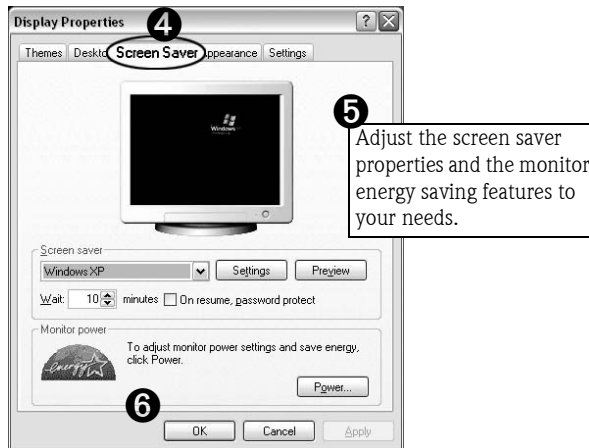 Display Properties
4
Themes Deskto Screen Saver ppearance Settings
Windows
5
Adjust the screen saver
properties and the monitor
energy saving features to
your needs.
Screen saver
Windows XP Settings Preview
Wait: 10 minutes On resume, password protect
Monitor power
energy
To adjust monitor power settings and save energy,
click Power.
Power...
6
OK Cancel Apply